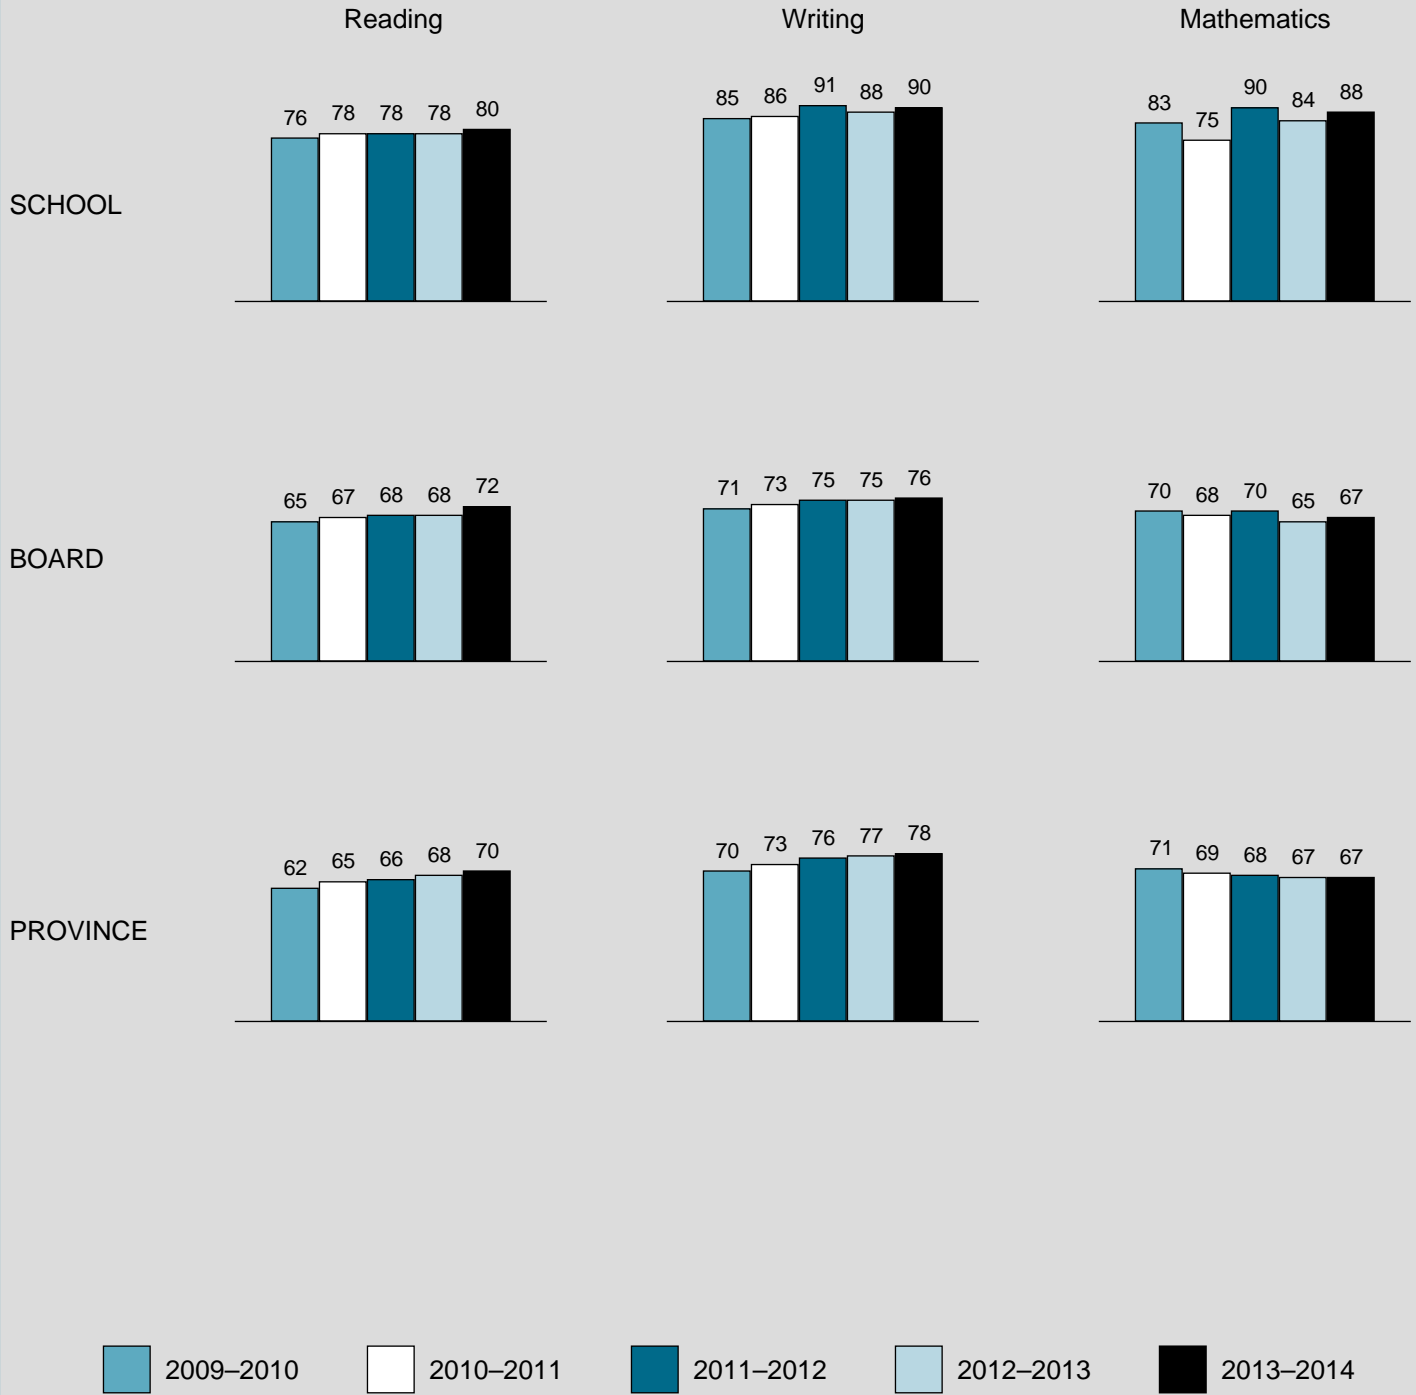 Reading Writing Mathematics
SCHOOL
76 78 78 78 80
85 86 91 88 90
83 75 90 84 88
BOARD
65 67 68 68 72
71 73 75 75 76
70 68 70 65 67
PROVINCE
62 65 66 68 70
70 73 76 77 78
71 69 68 67 67
2009–2010 2010–2011 2011–2012 2012–2013 2013–2014